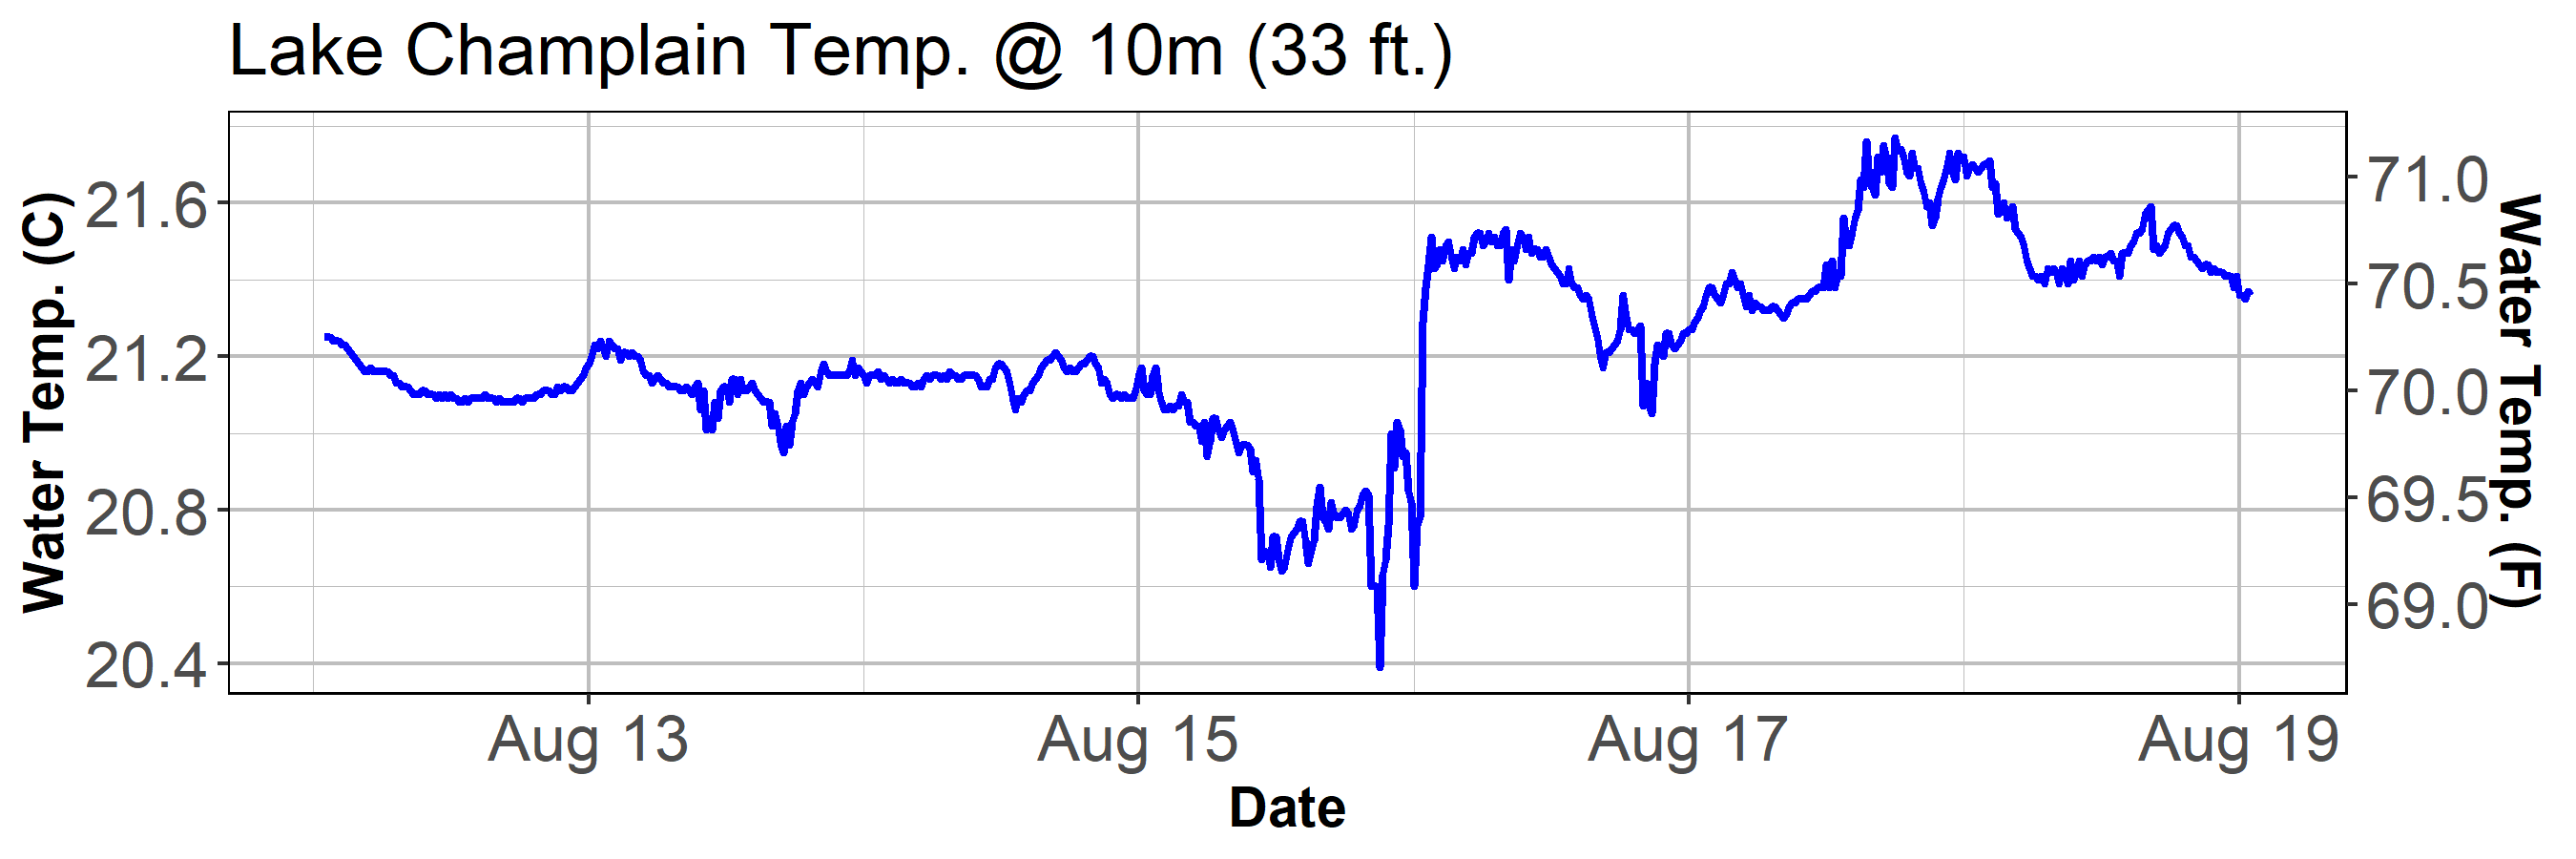 Lake Champlain Temp. @ 10m (33 ft.)
Water Temp. (C)
21.6
21.2
20.8
20.4
71.0
70.5
70.0
69.5
69.0
Water Temp. (F)
Aug 13
Aug 15
Aug 17
Aug 19
Date